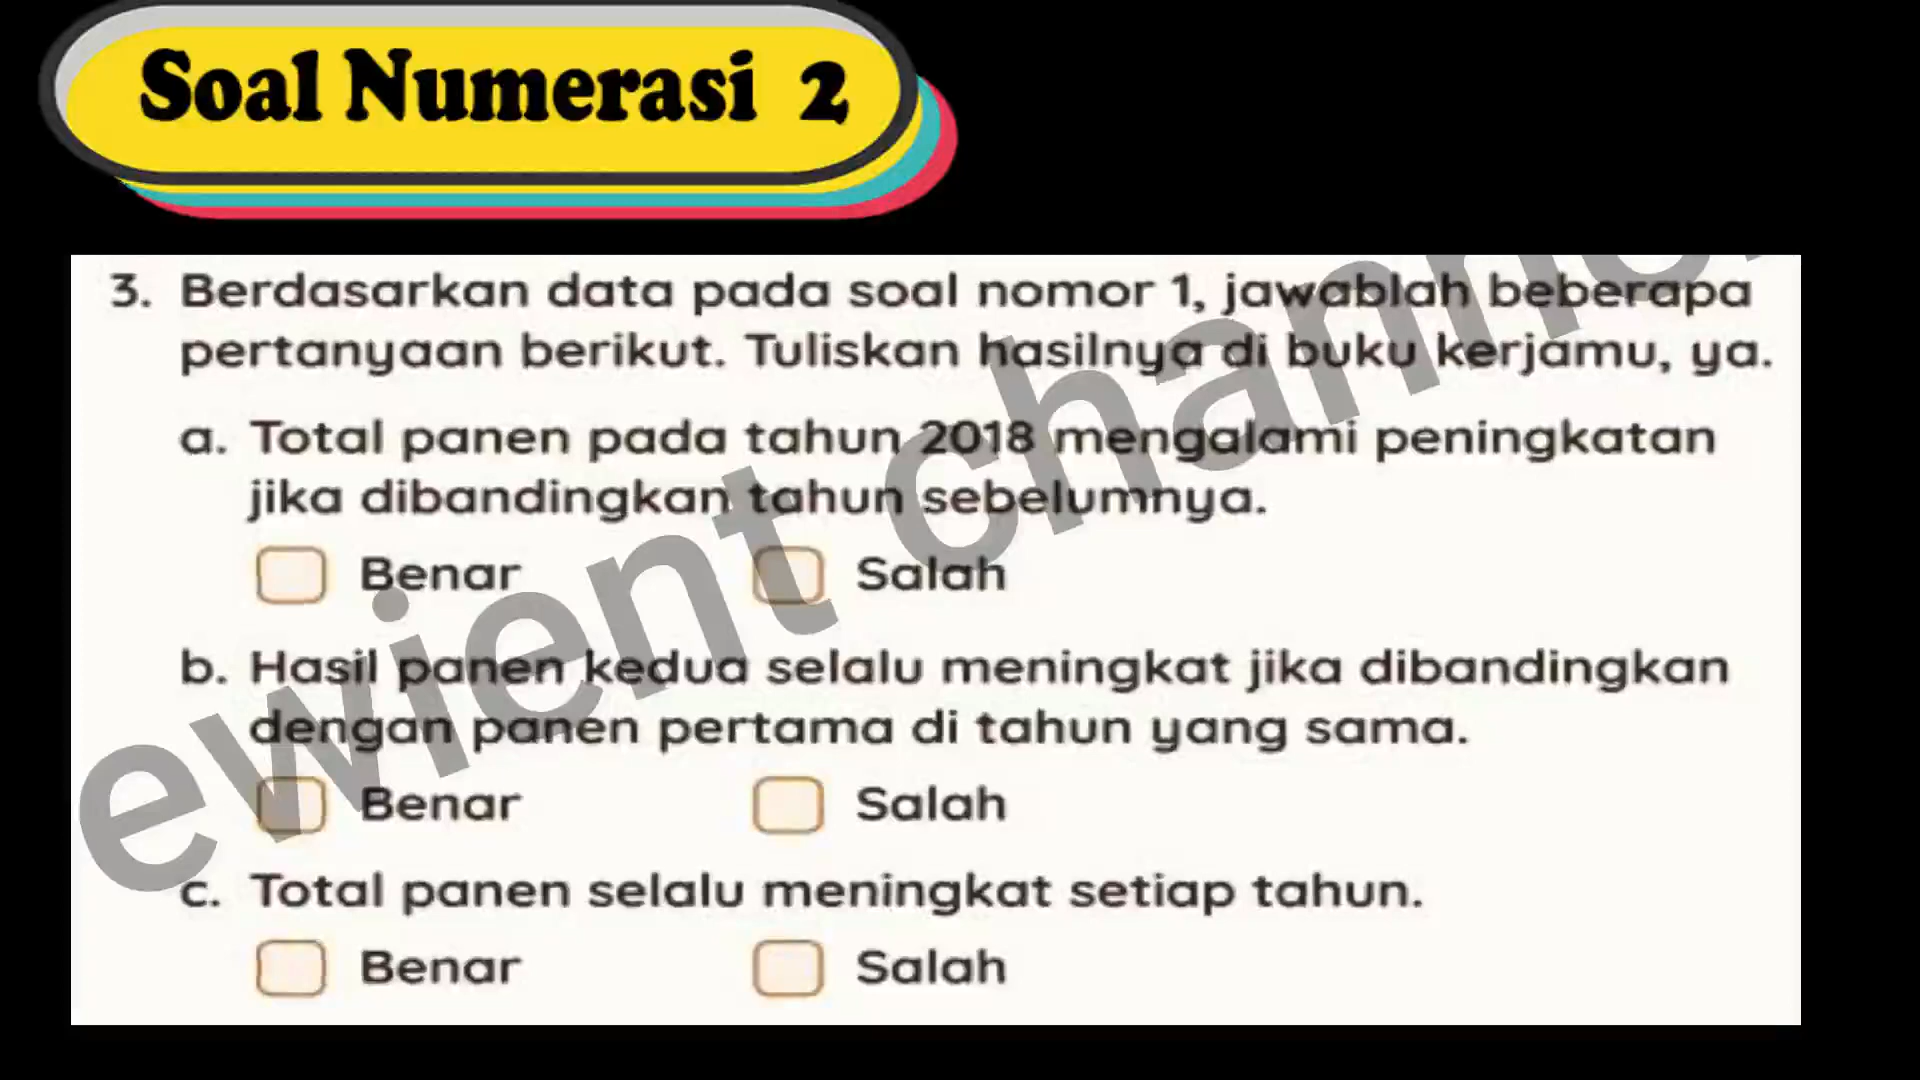 Soal Numerasi 2
3. Berdasarkan data pada soal nomor 1, jawablah beberapa
pertanyaan berikut. Tuliskan hasilnya di buku kerjamu, ya.
a. Total panen pada tahun 2018 mengalami peningkatan
jika dibandingkan tahun sebelumnya.
Benar Salah
b. Hasil panen kedua selalu meningkat jika dibandingkan
dengan panen pertama di tahun yang sama.
Benar Salah
c. Total panen selalu meningkat setiap tahun.
Benar Salah
ewient channel